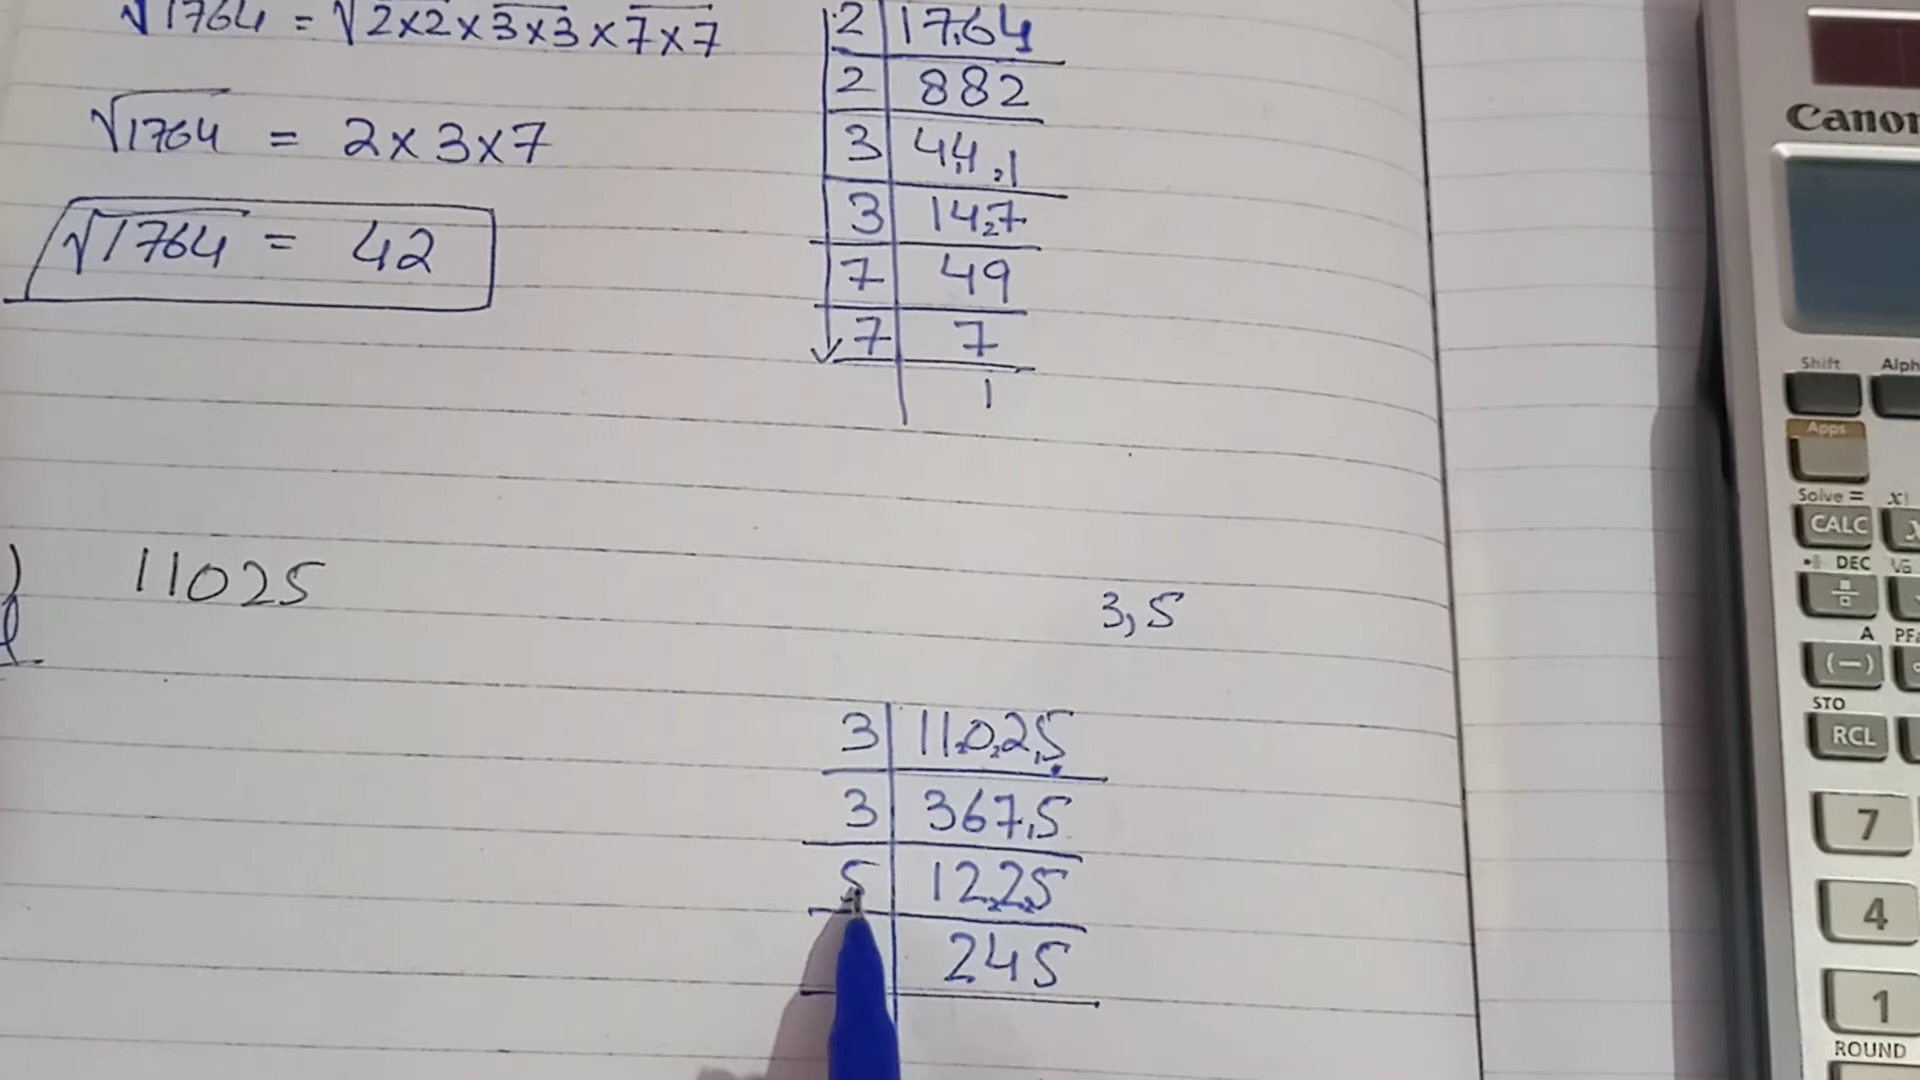 √1764 = √2×2×3×3×7×7
√1764 = 2×3×7
√1764 = 42
2 | 1764
2 | 882
3 | 441
3 | 147
7 | 49
7 | 7
1
11025
3,5
3 | 11025
3 | 3675
5 | 1225
245
Canon
Shift Alph
Apps
Solve = x!
CALC
DEC
A PFa
(—)
STO
RCL
7
4
1
ROUND